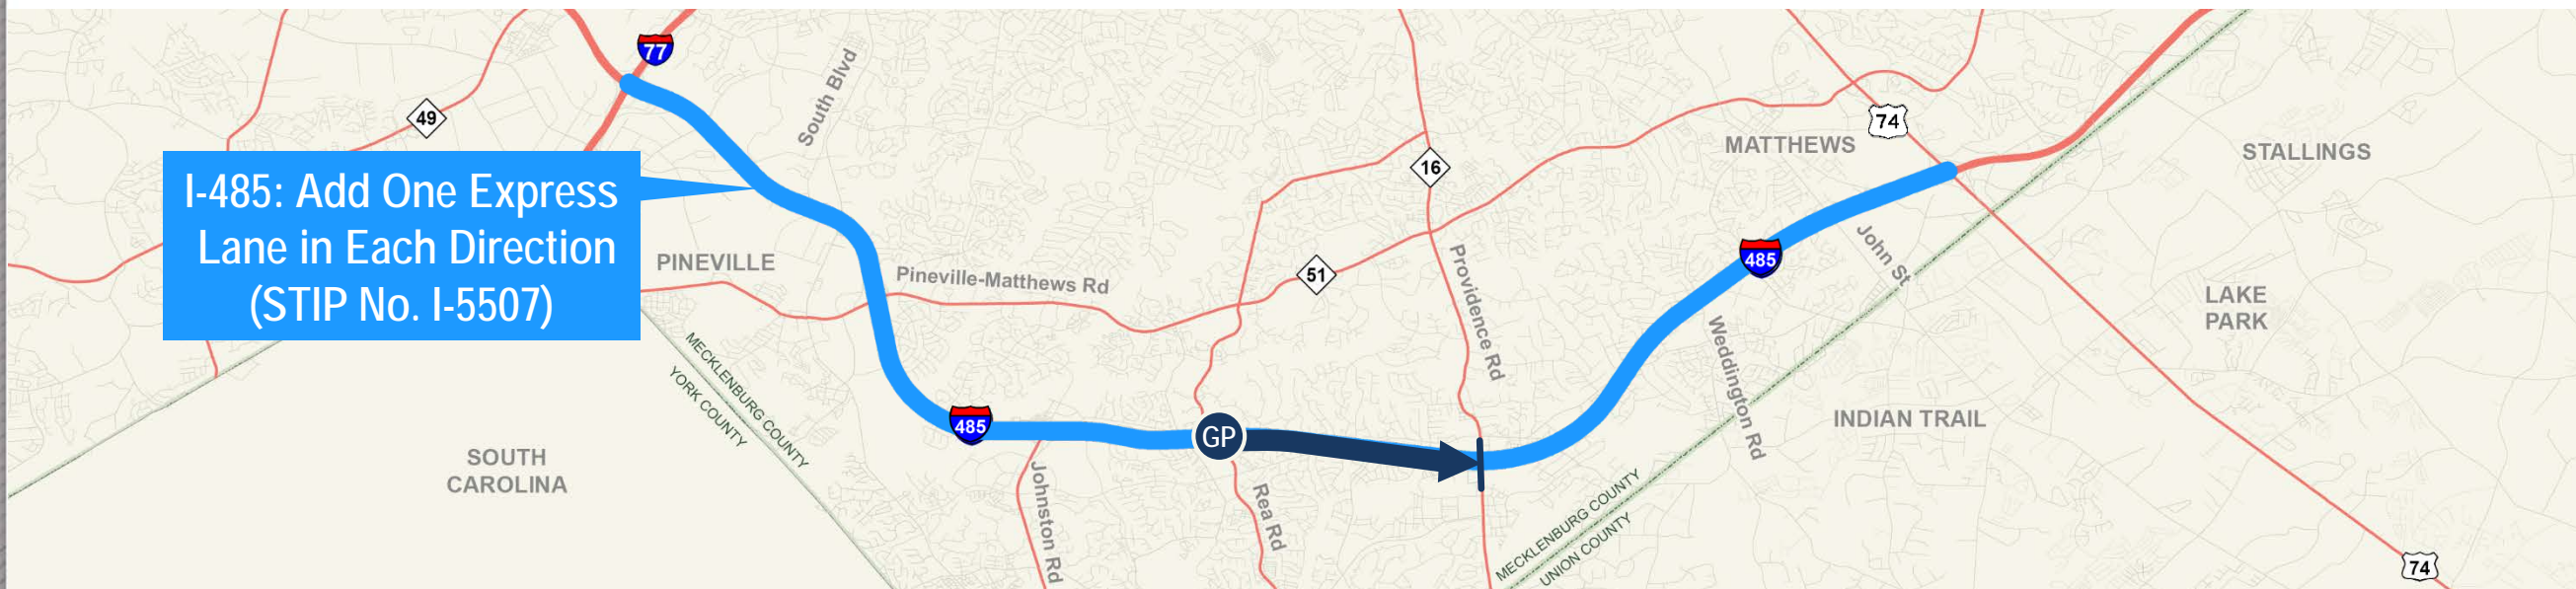 77
49
South Blvd
I-485: Add One Express
Lane in Each Direction
(STIP No. I-5507)
PINEVILLE
Pineville-Matthews Rd
MECKLENBURG COUNTY
YORK COUNTY
SOUTH
CAROLINA
485
Johnston Rd
GP
Rea Rd
51
16
Providence Rd
MATTHEWS
74
STALLINGS
485
John St
Weddington Rd
LAKE
PARK
INDIAN TRAIL
MECKLENBURG COUNTY
UNION COUNTY
74